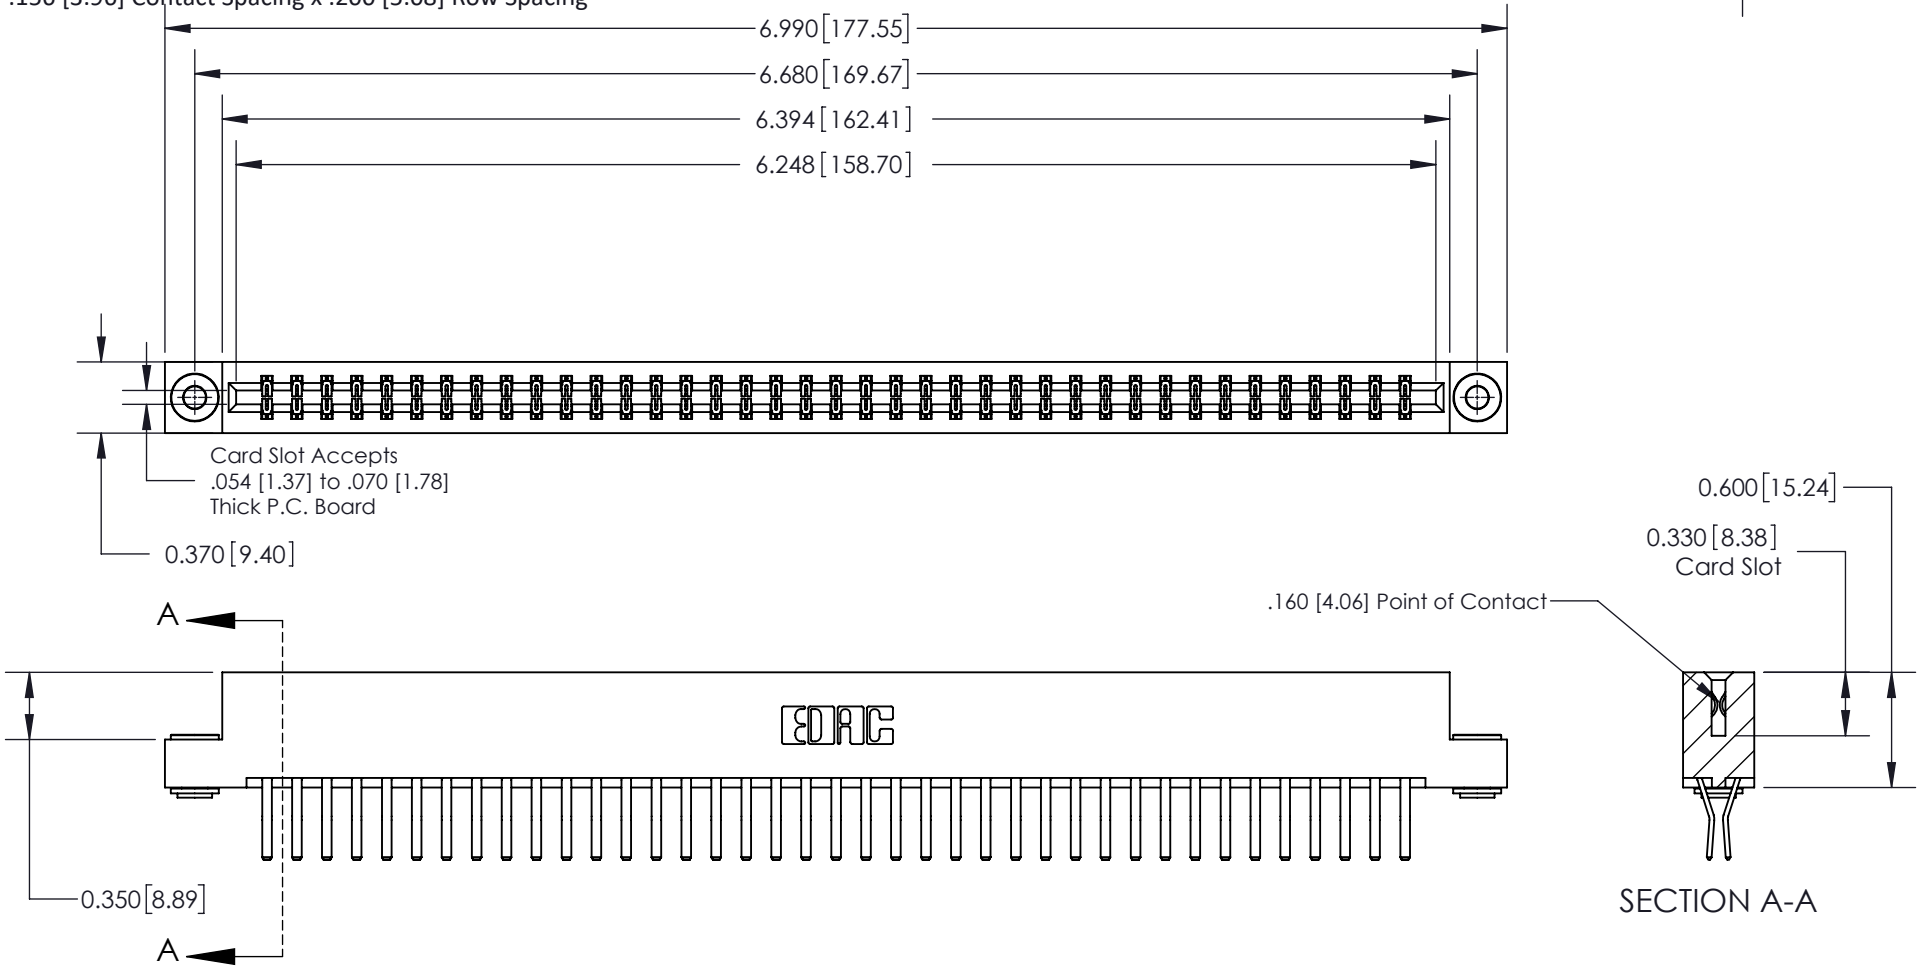 Contact Spacing x .200 [5.08] Row Spacing
6.990[177.55]
6.680[169.67]
6.394[162.41]
6.248[158.70]
Card Slot Accepts
.054 [1.37] to .070 [1.78]
Thick P.C. Board
0.370[9.40]
0.600[15.24]
0.330[8.38]
Card Slot
.160 [4.06] Point of Contact
A
EDAC
0.350[8.89]
SECTION A-A
A